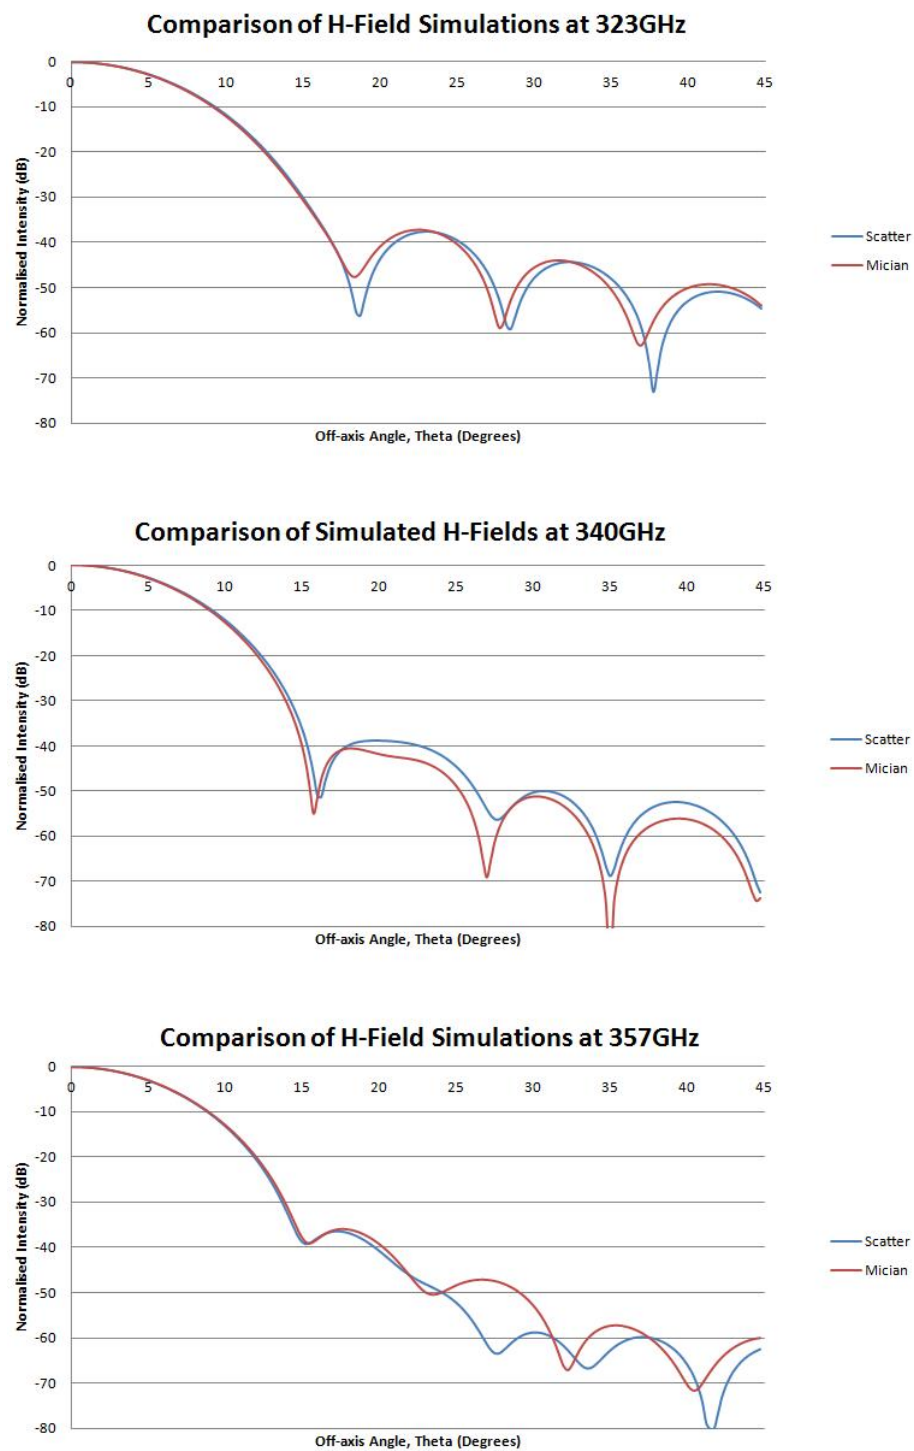 Comparison of H-Field Simulations at 323GHz
0
0 5 10 15 20 25 30 35 40 45
-10
-20
-30
-40
-50
-60
-70
-80
Normalised Intensity (dB)
Off-axis Angle, Theta (Degrees)
Scatter
Mician
Comparison of Simulated H-Fields at 340GHz
0
0 5 10 15 20 25 30 35 40 45
-10
-20
-30
-40
-50
-60
-70
-80
Normalised Intensity (dB)
Off-axis Angle, Theta (Degrees)
Scatter
Mician
Comparison of H-Field Simulations at 357GHz
0
0 5 10 15 20 25 30 35 40 45
-10
-20
-30
-40
-50
-60
-70
-80
Normalised Intensity (dB)
Off-axis Angle, Theta (Degrees)
Scatter
Mician